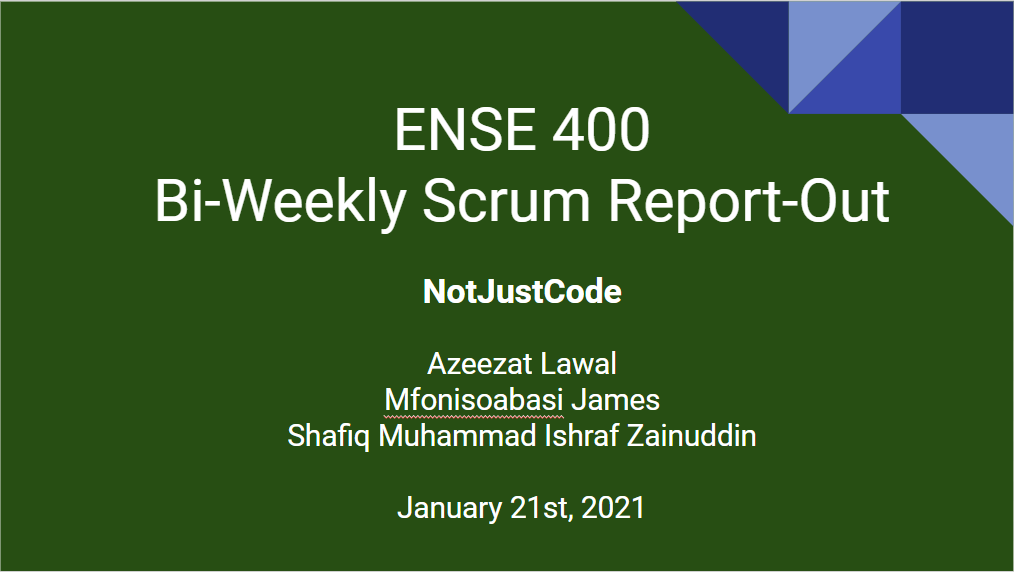 ENSE 400
Bi-Weekly Scrum Report-Out
NotJustCode
Azeezat Lawal
Mfonisoabasi James
Shafiq Muhammad Ishraf Zainuddin
January 21st, 2021